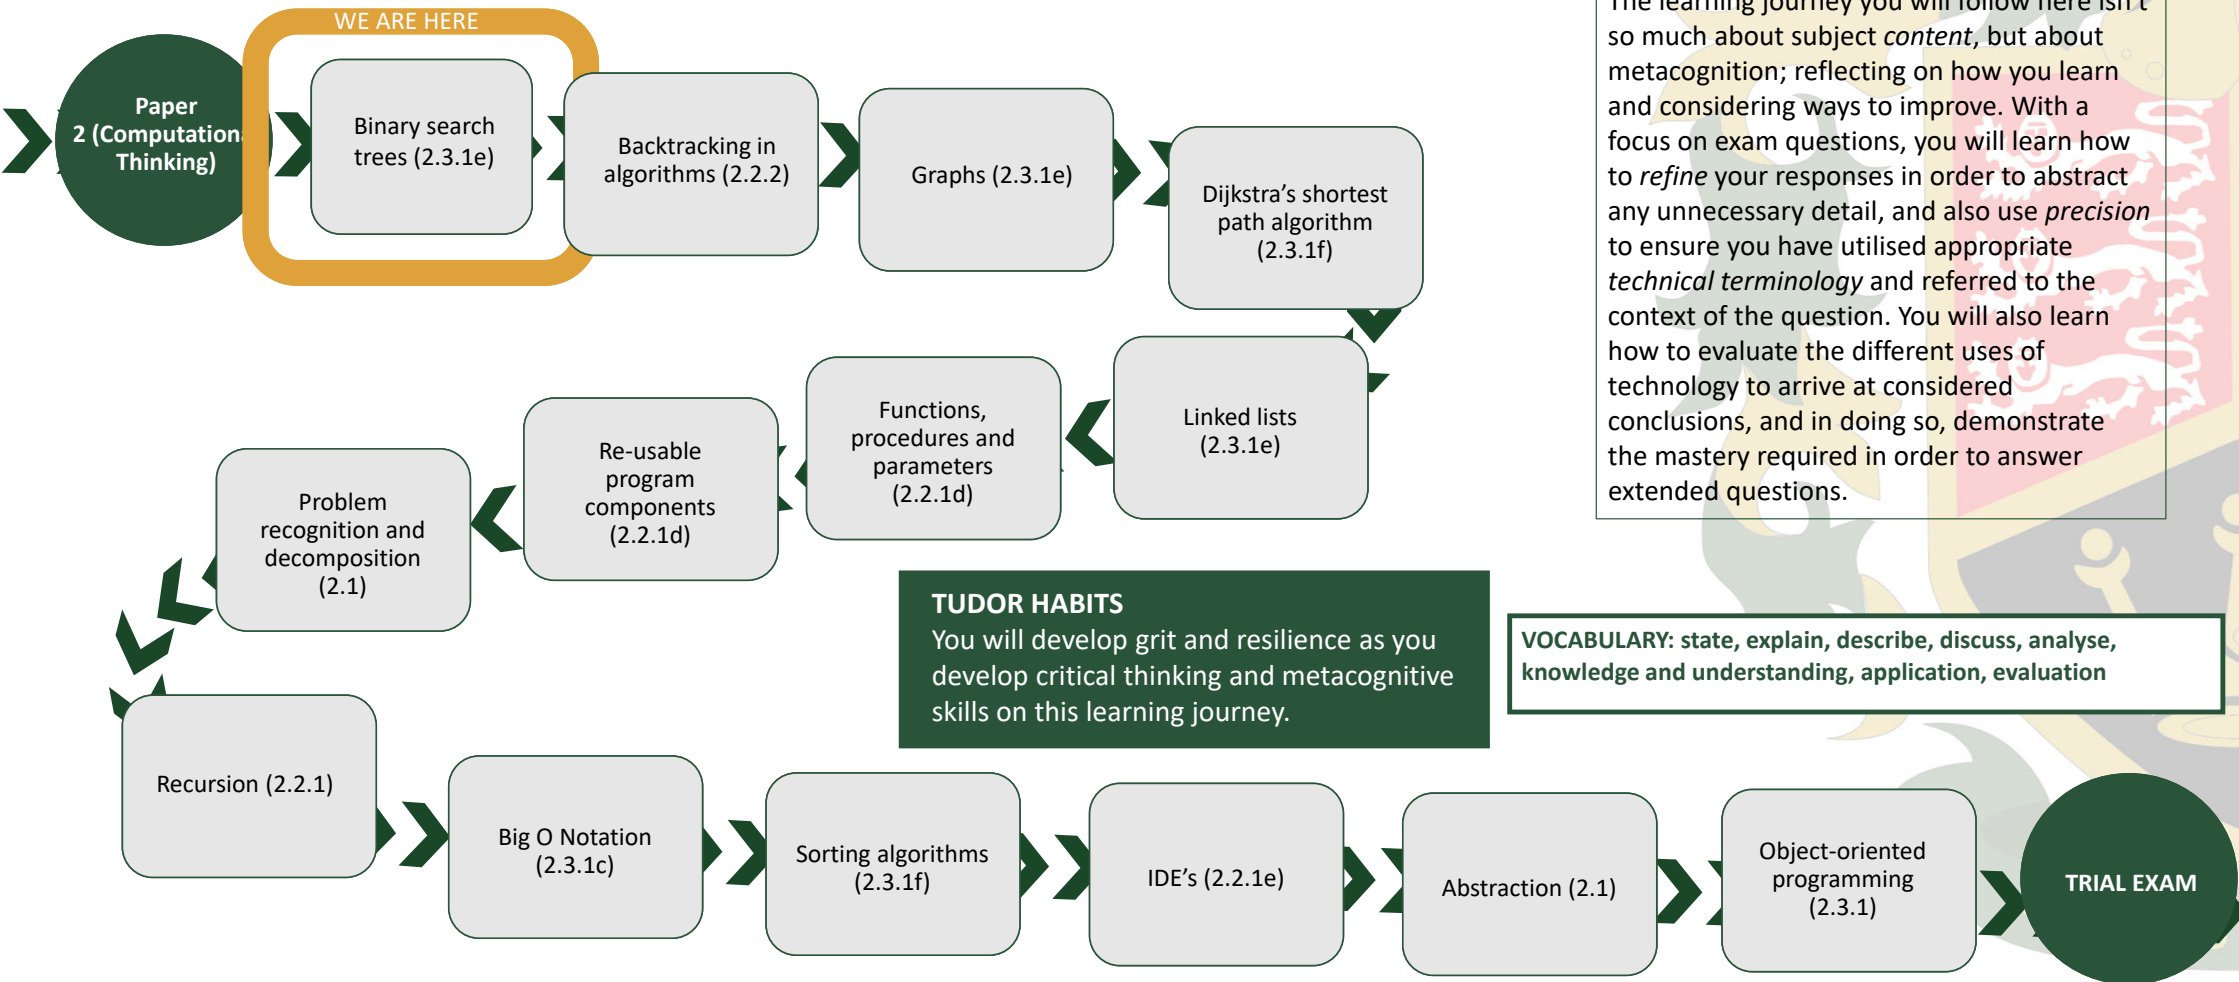 WE ARE HERE
Paper
2 (Computation
Thinking)
Binary search
trees (2.3.1e)
Backtracking in
algorithms (2.2.2)
Graphs (2.3.1e)
Dijkstra’s shortest
path algorithm
(2.3.1f)
The learning journey you will follow here isn't
so much about subject content, but about
metacognition; reflecting on how you learn
and considering ways to improve. With a
focus on exam questions, you will learn how
to refine your responses in order to abstract
any unnecessary detail, and also use precision
to ensure you have utilised appropriate
technical terminology and referred to the
context of the question. You will also learn
how to evaluate the different uses of
technology to arrive at considered
conclusions, and in doing so, demonstrate
the mastery required in order to answer
extended questions.
Linked lists
(2.3.1e)
Functions,
procedures and
parameters
(2.2.1d)
Re-usable
program
components
(2.2.1d)
Problem
recognition and
decomposition
(2.1)
TUDOR HABITS
You will develop grit and resilience as you
develop critical thinking and metacognitive
skills on this learning journey.
VOCABULARY: state, explain, describe, discuss, analyse,
knowledge and understanding, application, evaluation
Recursion (2.2.1)
Big O Notation
(2.3.1c)
Sorting algorithms
(2.3.1f)
IDE’s (2.2.1e)
Abstraction (2.1)
Object-oriented
programming
(2.3.1)
TRIAL EXAM